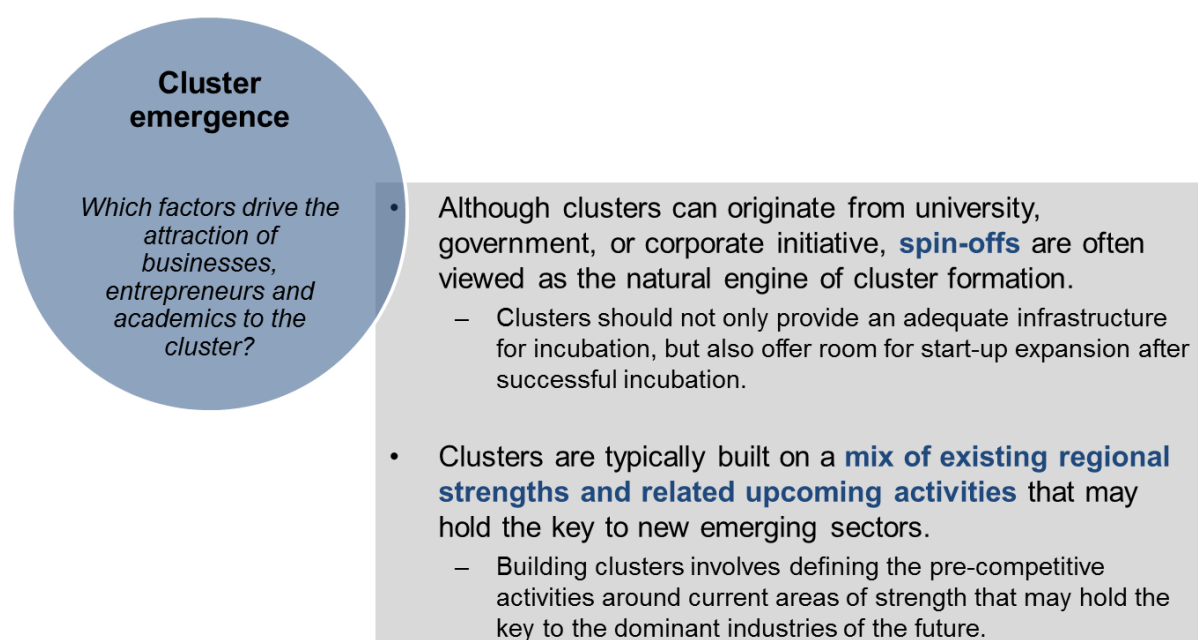 Cluster
emergence
Which factors drive the
attraction of
businesses,
entrepreneurs and
academics to the
cluster?
• Although clusters can originate from university,
government, or corporate initiative, spin-offs are often
viewed as the natural engine of cluster formation.
– Clusters should not only provide an adequate infrastructure
for incubation, but also offer room for start-up expansion after
successful incubation.
• Clusters are typically built on a mix of existing regional
strengths and related upcoming activities that may
hold the key to new emerging sectors.
– Building clusters involves defining the pre-competitive
activities around current areas of strength that may hold the
key to the dominant industries of the future.